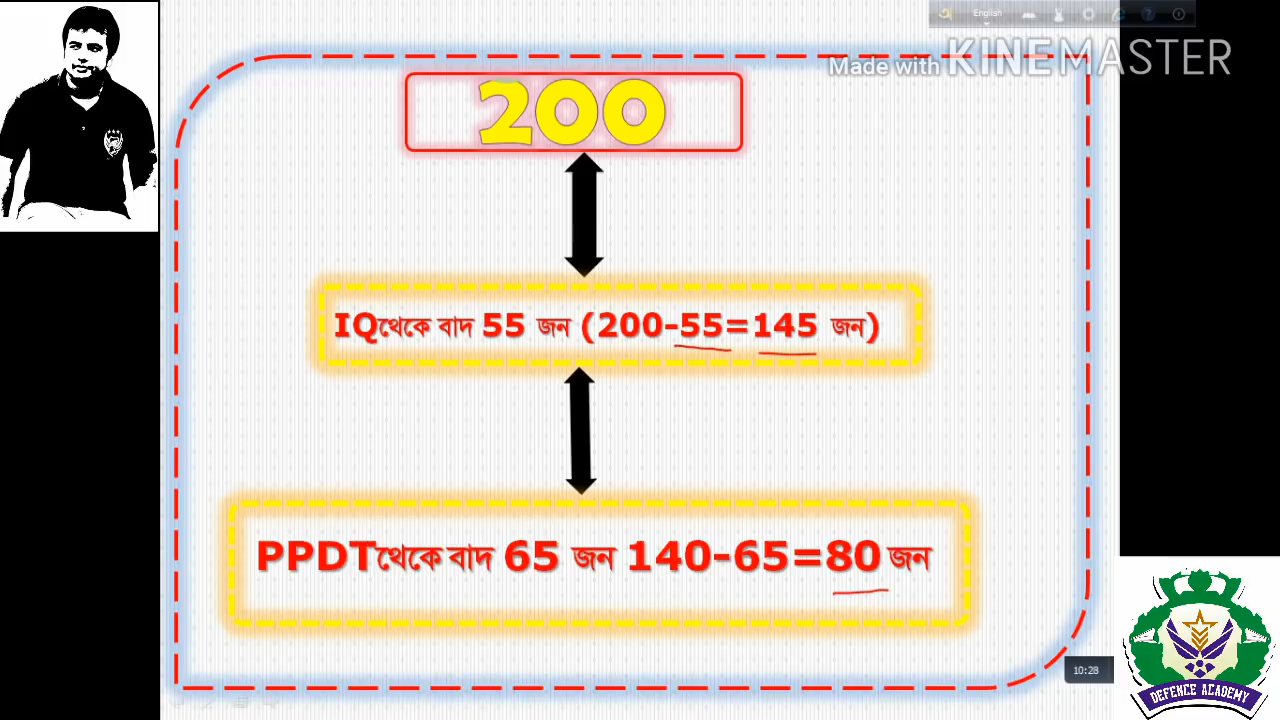 English
Made with KINEMASTER
200
IQথেকে বাদ 55 জন (200-55=145 জন)
PPDTথেকে বাদ 65 জন 140-65=80 জন
10:28
DEFENCE ACADEMY